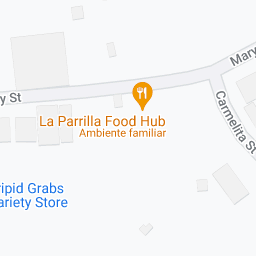 Mary
y St
La Parrilla Food Hub
Ambiente familiar
Carmelita St
ripid Grabs
ariety Store